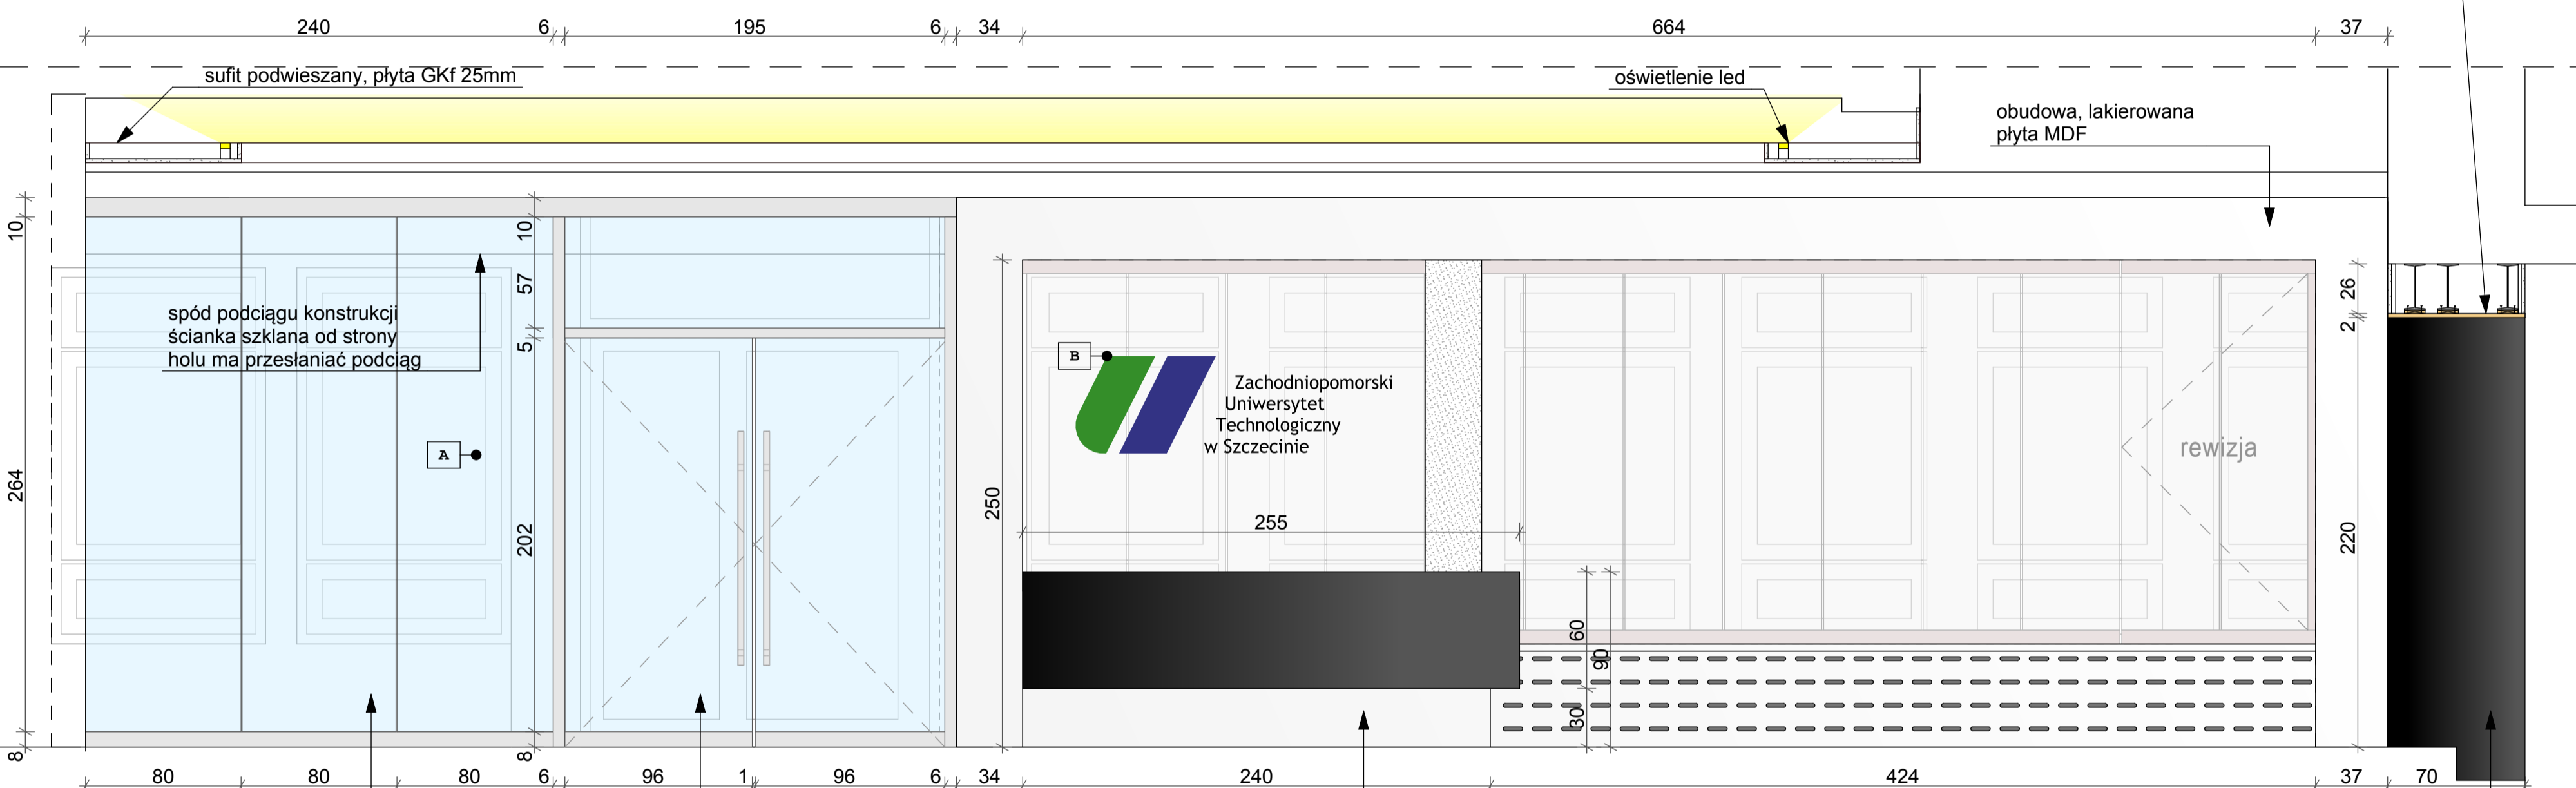 240
6
195
6
34
664
37
sufit podwieszany, płyta GKf 25mm
oświetlenie led
obudowa, lakierowana
płyta MDF
10
264
8
10
57
5
202
8
spód podciągu konstrukcji
ścianka szklana od strony
holu ma przesłaniać podciąg
A
B
Zachodniopomorski
Uniwersytet
Technologiczny
w Szczecinie
250
255
60
90
30
rewizja
26
2
220
80
80
80
6
96
1
96
6
34
240
424
37
70